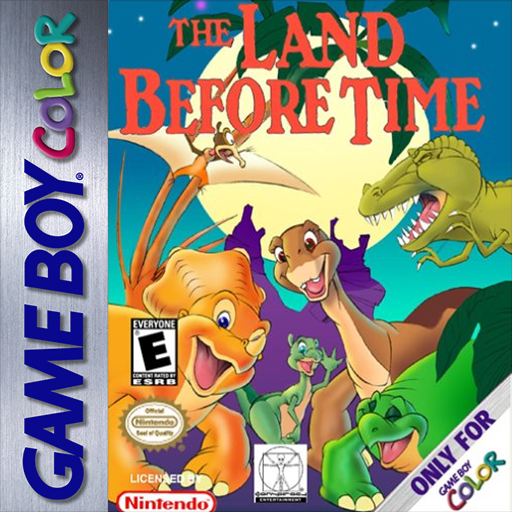 GAME BOY COLOR
THE LAND
BEFORE TIME
EVERYONE
E
CONTENT RATED BY
ESRB
Official
Nintendo
Seal of Quality
LICENSED BY
Nintendo
ENTERTAINMENT
ONLY FOR
GAME BOY
COLOR